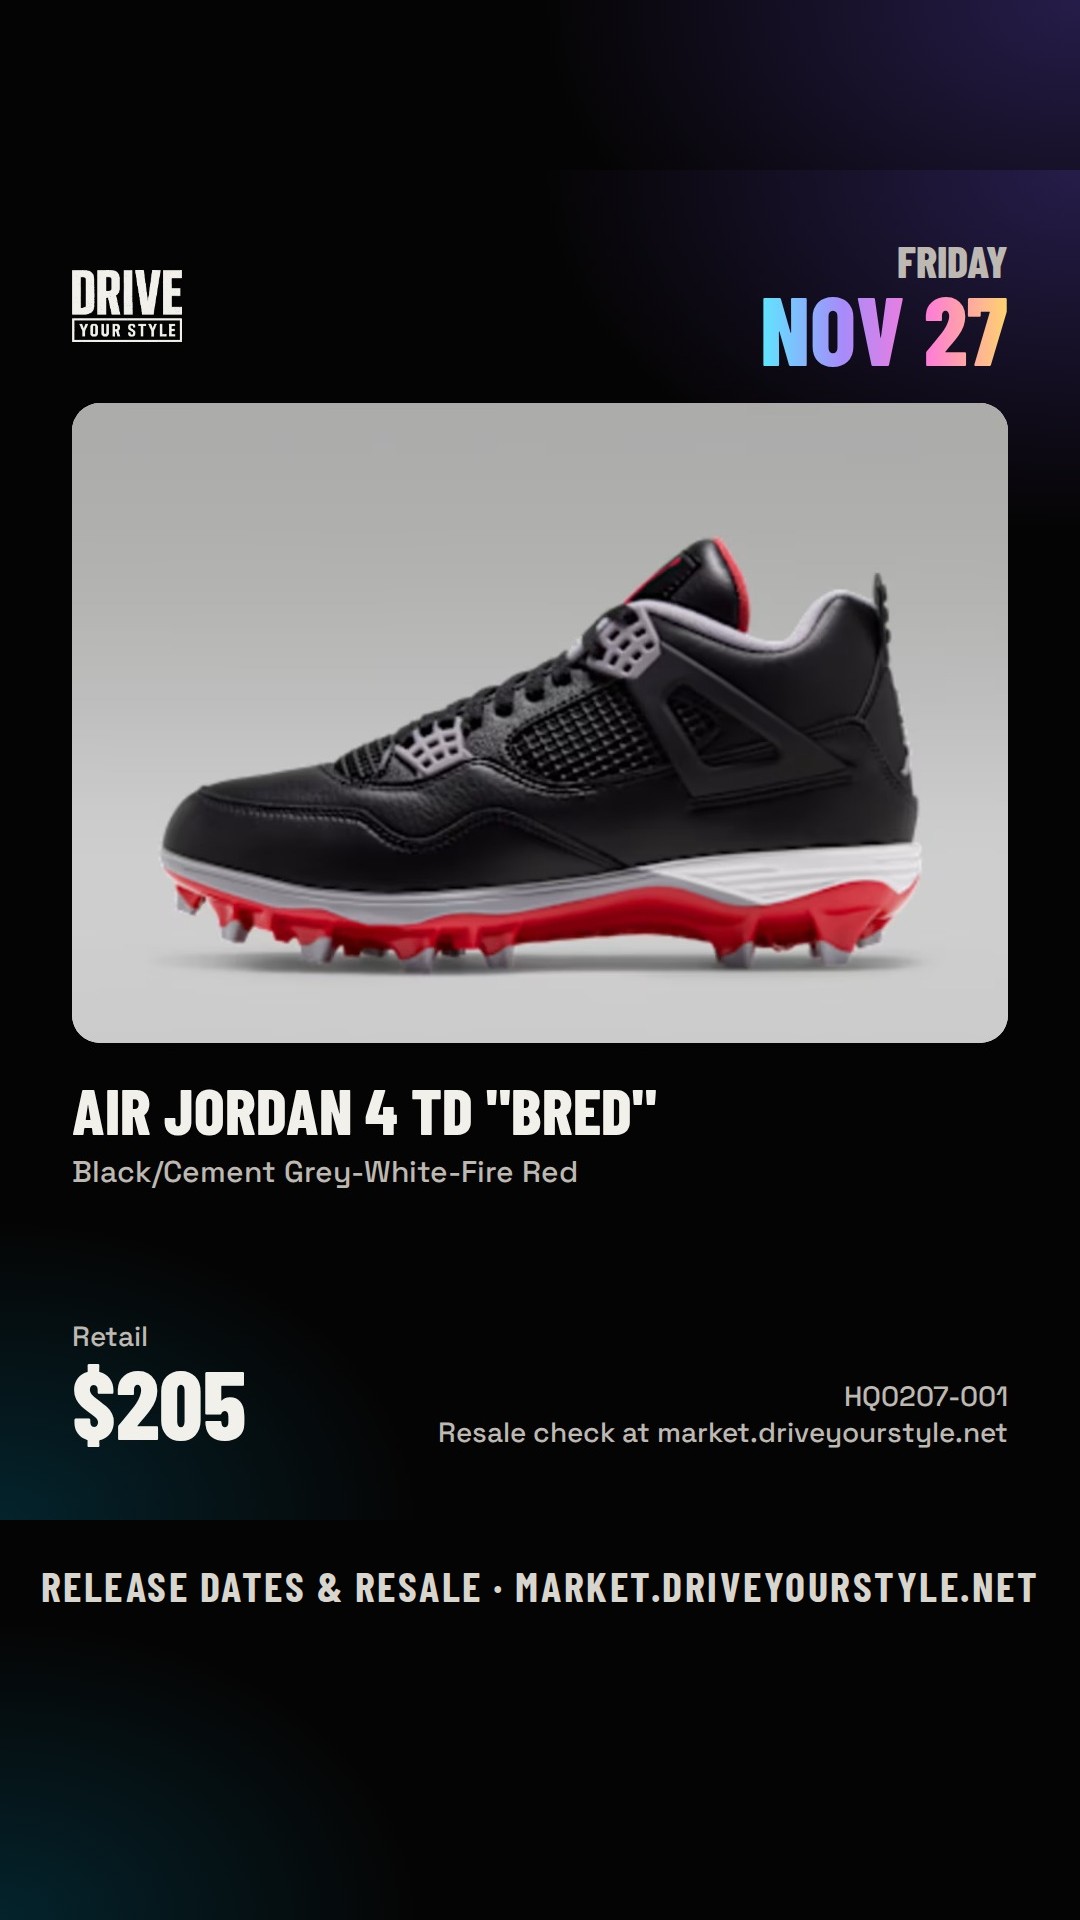 DRIVE
YOUR STYLE
FRIDAY
NOV 27
AIR JORDAN 4 TD "BRED"
Black/Cement Grey-White-Fire Red
Retail
$205
HQ0207-001
Resale check at market.driveyourstyle.net
RELEASE DATES & RESALE · MARKET.DRIVEYOURSTYLE.NET